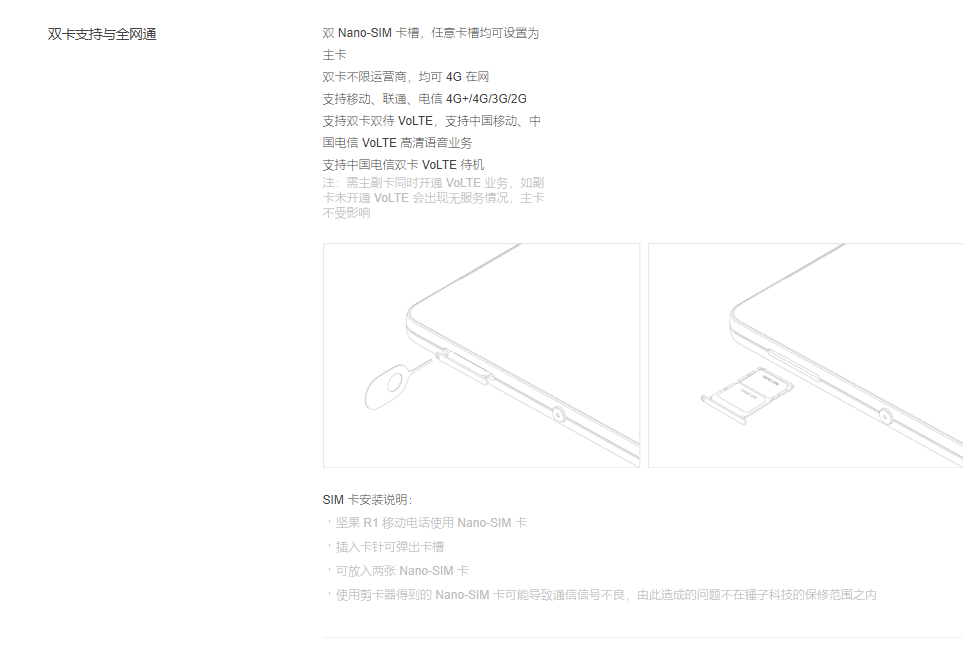 双卡支持与全网通
双 Nano-SIM 卡槽，任意卡槽均可设置为
主卡
双卡不限运营商，均可 4G 在网
支持移动、联通、电信 4G+/4G/3G/2G
支持双卡双待 VoLTE，支持中国移动、中
国电信 VoLTE 高清语音业务
支持中国电信双卡 VoLTE 待机
注：需主副卡同时开通 VoLTE 业务，如副
卡未开通 VoLTE 会出现无服务情况，主卡
不受影响
SIM 卡安装说明：
· 坚果 R1 移动电话使用 Nano-SIM 卡
· 插入卡针可弹出卡槽
· 可放入两张 Nano-SIM 卡
· 使用剪卡器得到的 Nano-SIM 卡可能导致通信信号不良，由此造成的问题不在锤子科技的保修范围之内